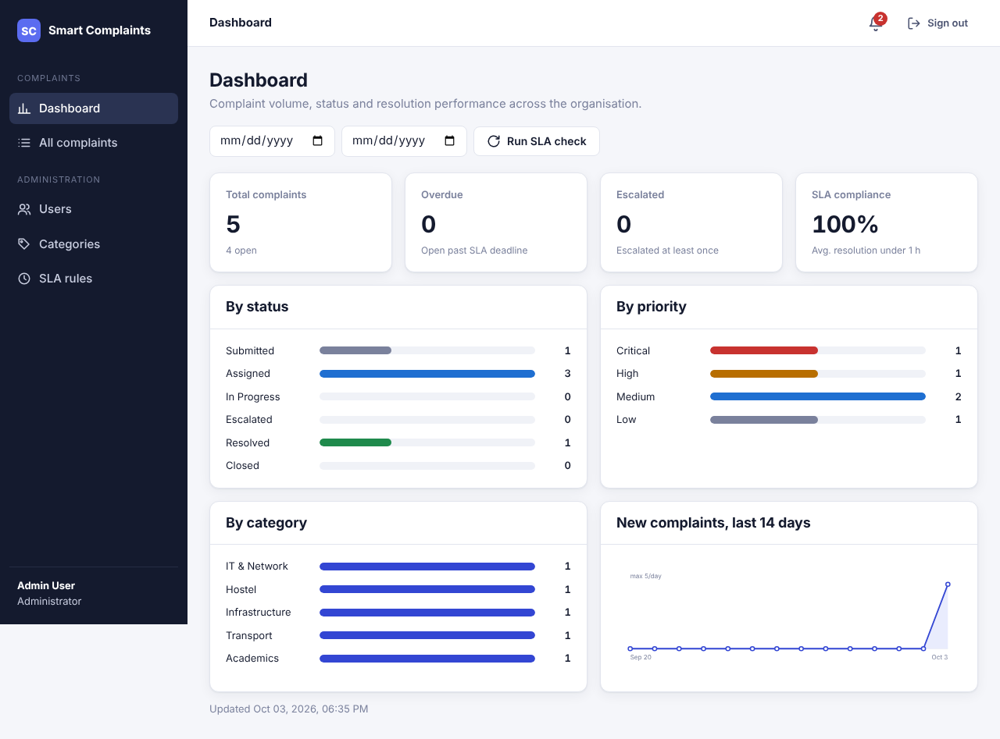 SC Smart Complaints
COMPLAINTS
Dashboard
All complaints
ADMINISTRATION
Users
Categories
SLA rules
Admin User
Administrator
Dashboard
2
Sign out
Dashboard
Complaint volume, status and resolution performance across the organisation.
mm/dd/yyyy mm/dd/yyyy Run SLA check
Total complaints
5
4 open
Overdue
0
Open past SLA deadline
Escalated
0
Escalated at least once
SLA compliance
100%
Avg. resolution under 1 h
By status
Submitted 1
Assigned 3
In Progress 0
Escalated 0
Resolved 1
Closed 0
By priority
Critical 1
High 1
Medium 2
Low 1
By category
IT & Network 1
Hostel 1
Infrastructure 1
Transport 1
Academics 1
New complaints, last 14 days
max 5/day
Sep 20 Oct 3
Updated Oct 03, 2026, 06:35 PM